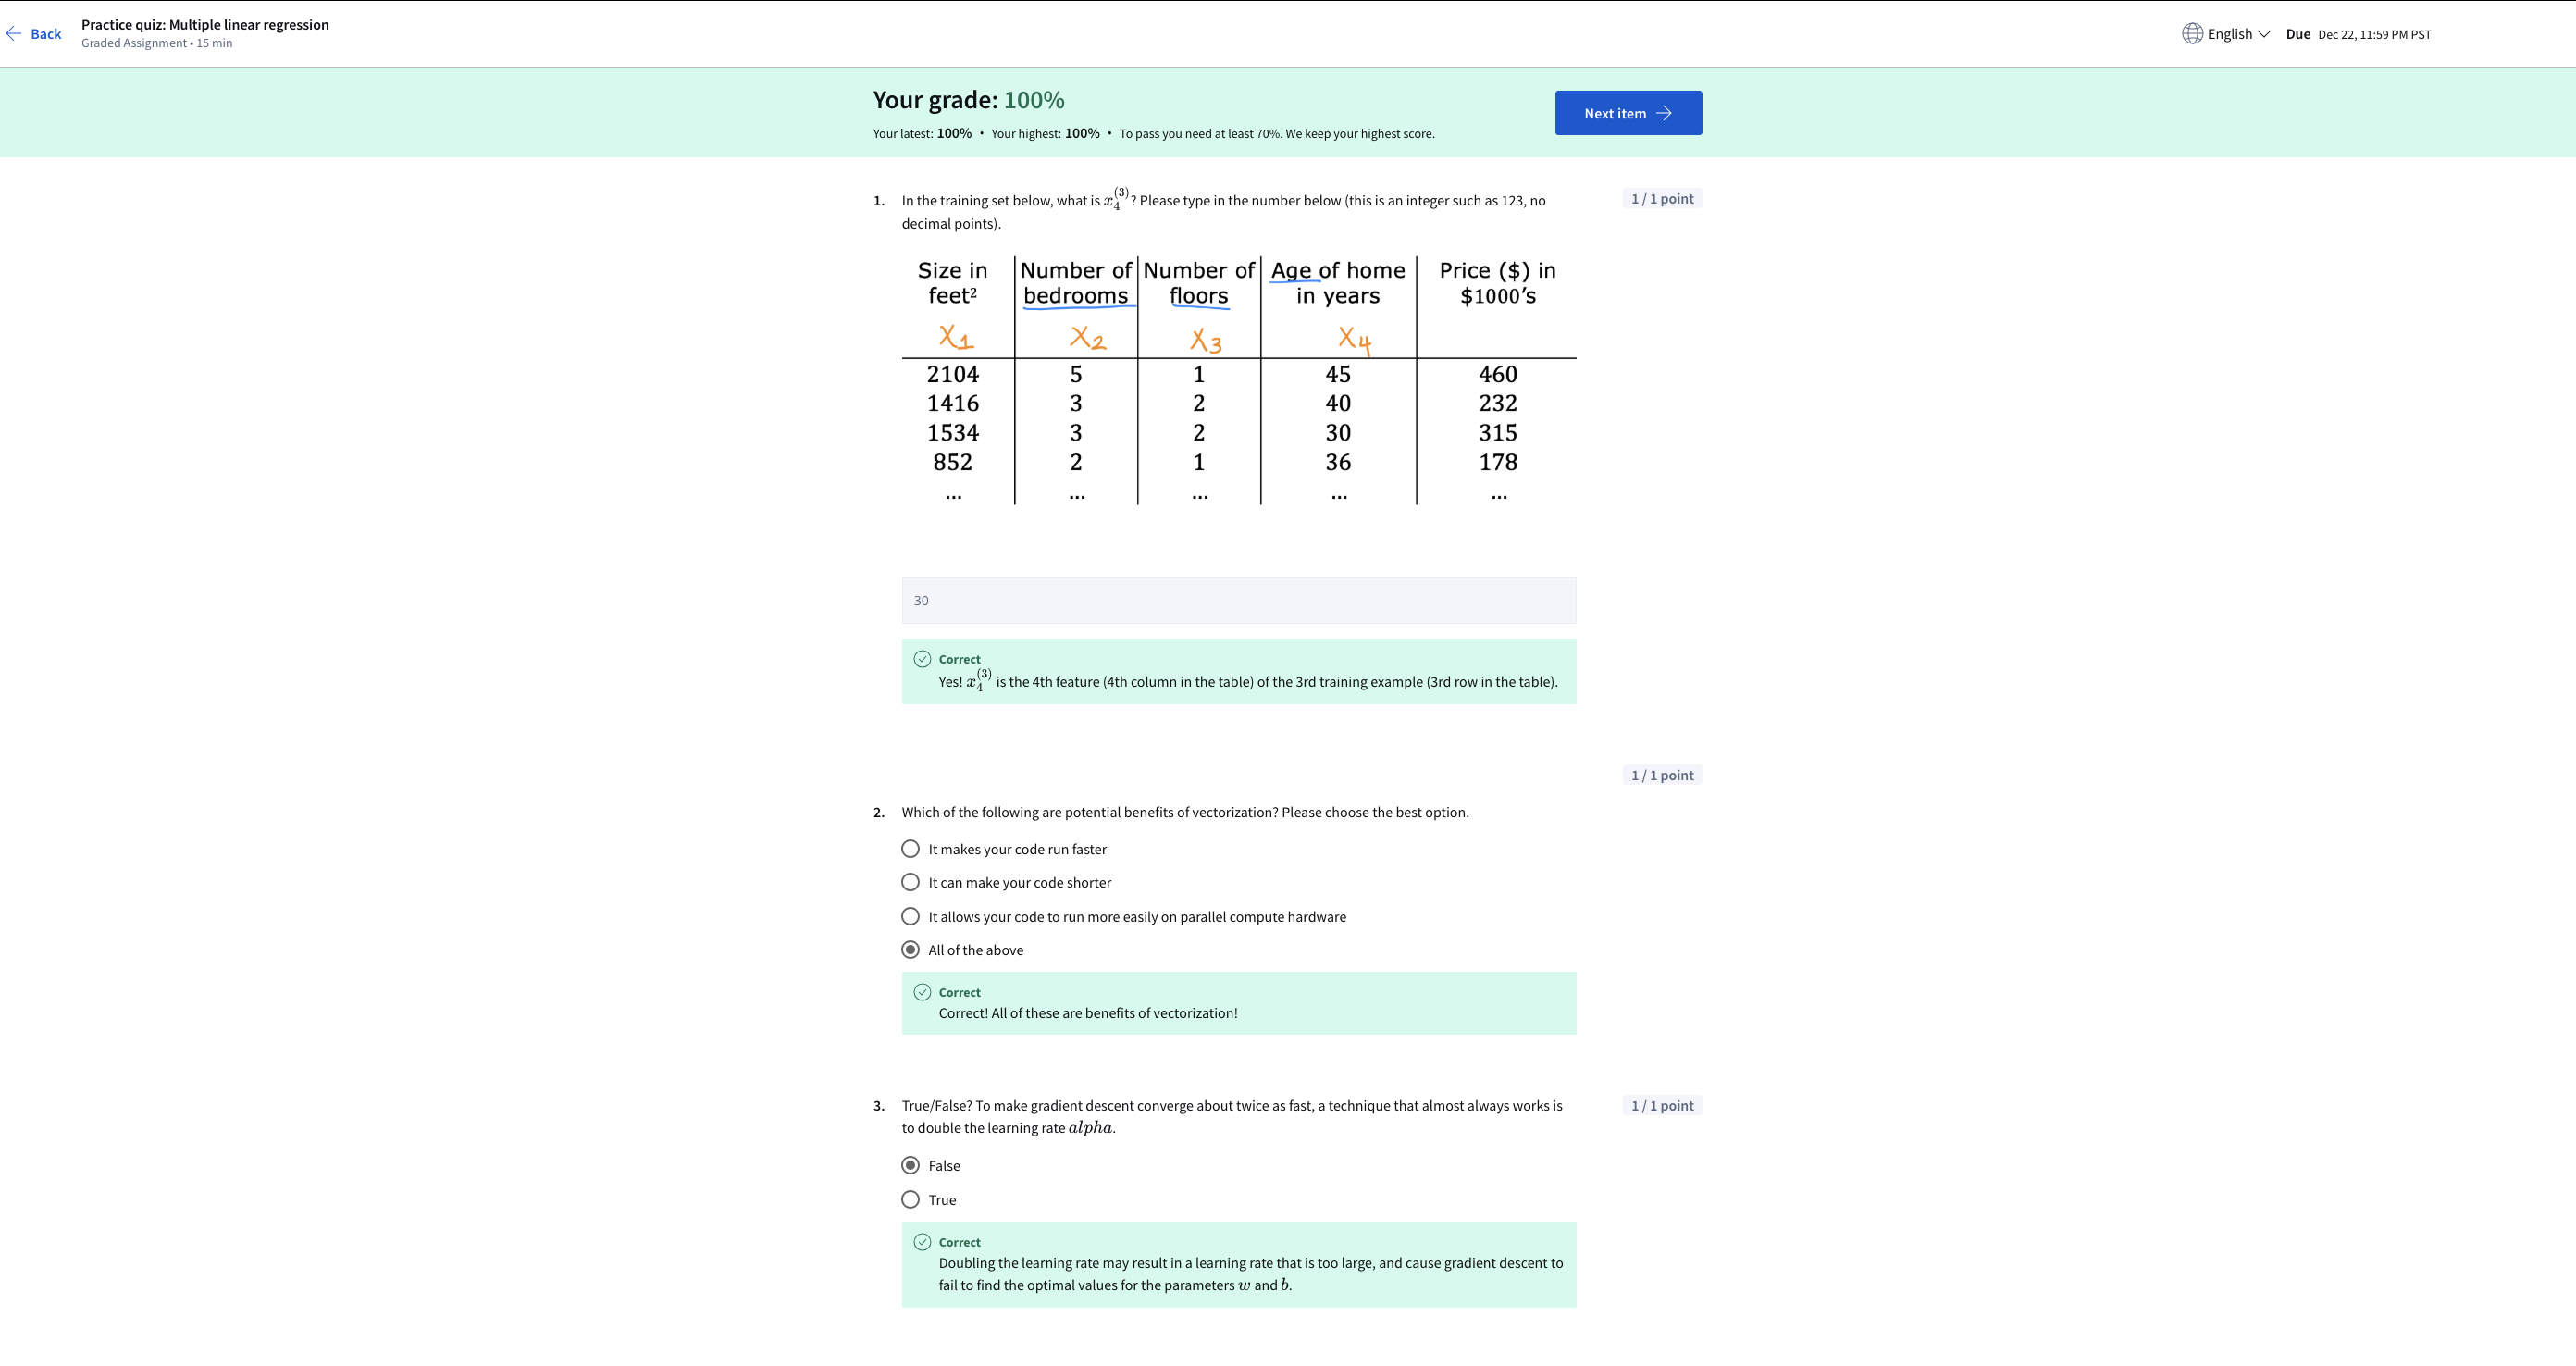 Back
Practice quiz: Multiple linear regression
Graded Assignment • 15 min
English
Due Dec 22, 11:59 PM PST
Your grade: 100%
Your latest: 100% • Your highest: 100% • To pass you need at least 70%. We keep your highest score.
Next item
1. In the training set below, what is x₄⁽³⁾? Please type in the number below (this is an integer such as 123, no
decimal points).
1 / 1 point
Size in feet² | Number of bedrooms | Number of floors | Age of home in years | Price ($) in $1000's
X₁ X₂ X₃ X₄
2104 5 1 45 460
1416 3 2 40 232
1534 3 2 30 315
852 2 1 36 178
... ... ... ... ...
30
Correct
Yes! x₄⁽³⁾ is the 4th feature (4th column in the table) of the 3rd training example (3rd row in the table).
1 / 1 point
2. Which of the following are potential benefits of vectorization? Please choose the best option.
It makes your code run faster
It can make your code shorter
It allows your code to run more easily on parallel compute hardware
All of the above
Correct
Correct! All of these are benefits of vectorization!
3. True/False? To make gradient descent converge about twice as fast, a technique that almost always works is
to double the learning rate alpha.
1 / 1 point
False
True
Correct
Doubling the learning rate may result in a learning rate that is too large, and cause gradient descent to
fail to find the optimal values for the parameters w and b.